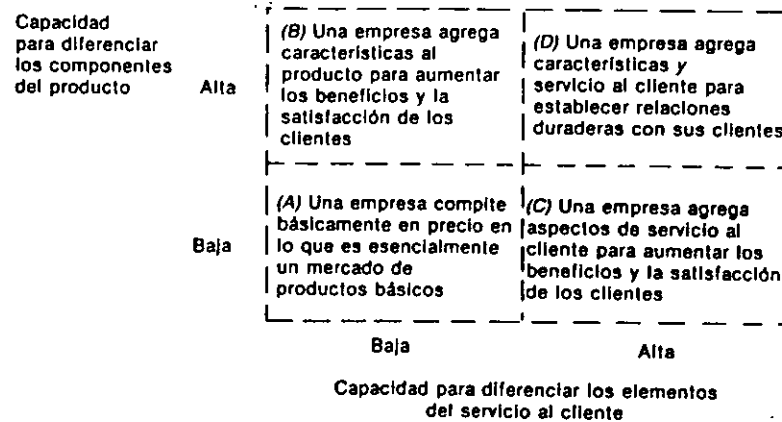 Capacidad
para diferenciar
los componentes
del producto
Alta
(B) Una empresa agrega
características al
producto para aumentar
los beneficios y la
satisfacción de los
clientes
(D) Una empresa agrega
características y
servicio al cliente para
establecer relaciones
duraderas con sus clientes
Baja
(A) Una empresa compite
básicamente en precio en
lo que es esencialmente
un mercado de
productos básicos
(C) Una empresa agrega
aspectos de servicio al
cliente para aumentar los
beneficios y la satisfacción
de los clientes
Baja
Alta
Capacidad para diferenciar los elementos
del servicio al cliente